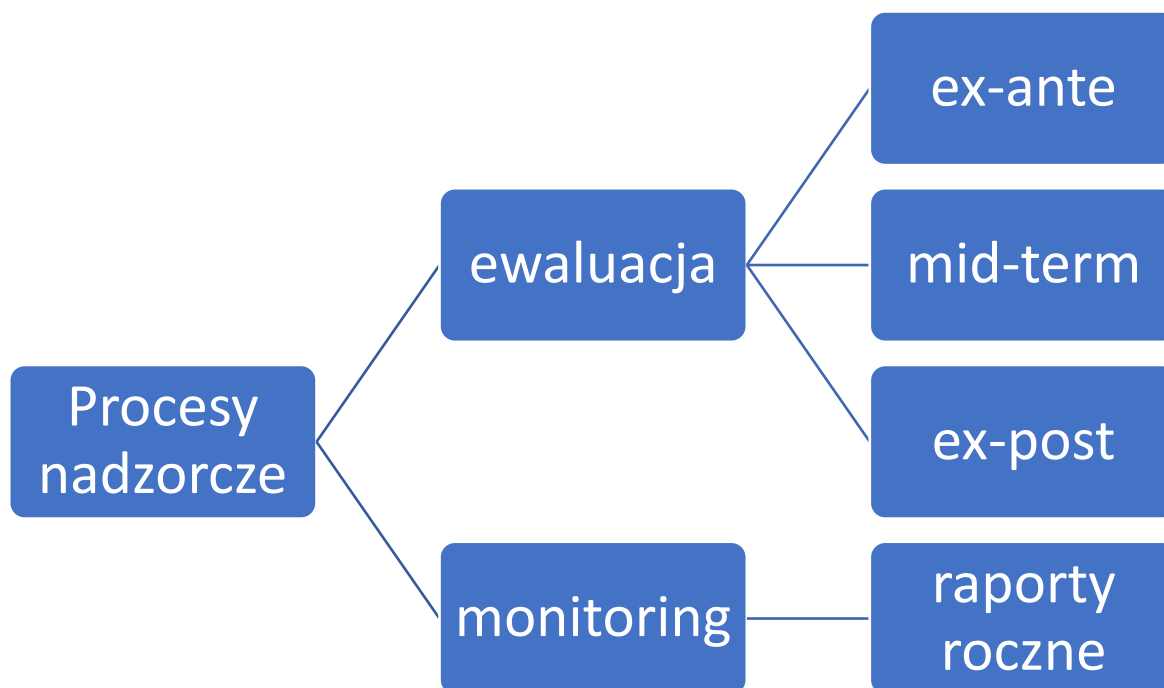 Procesy
nadzorcze
ewaluacja
ex-ante
mid-term
ex-post
monitoring
raporty
roczne